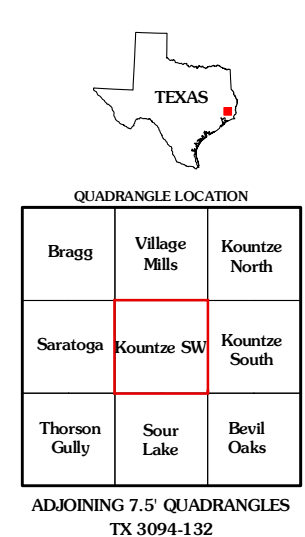 TEXAS
QUADRANGLE LOCATION
Bragg
Village
Mills
Kountze
North
Saratoga
Kountze SW
Kountze
South
Thorson
Gully
Sour
Lake
Bevil
Oaks
ADJOINING 7.5' QUADRANGLES
TX 3094-132